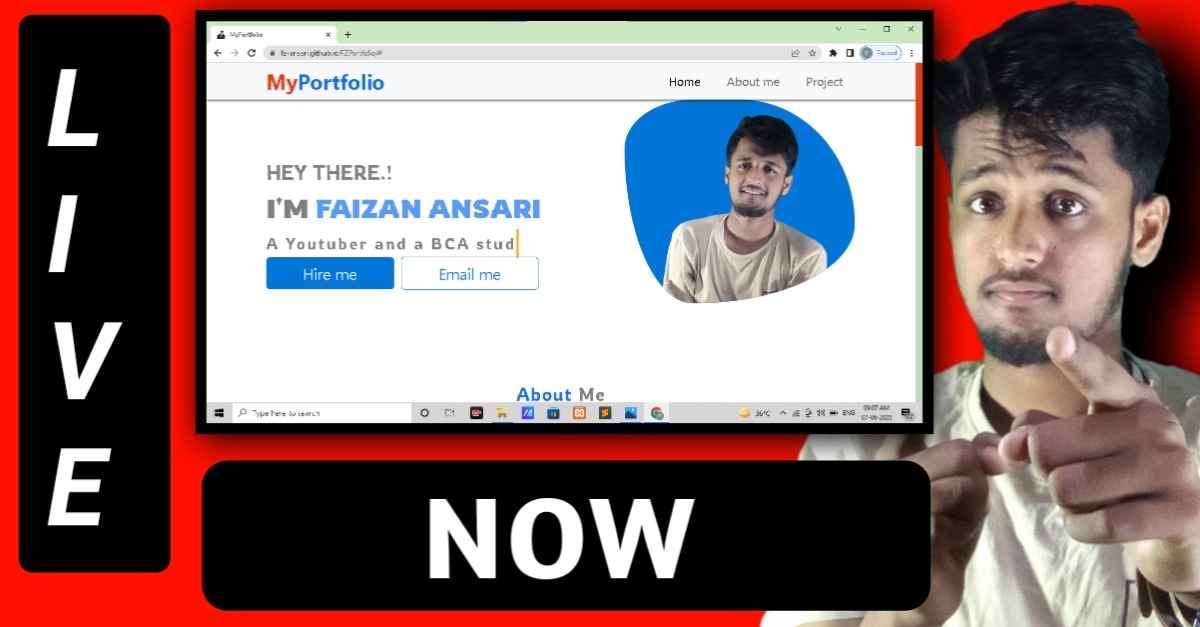 LIVE
MyPortfolio
MyPortfolio
Home About me Project
HEY THERE.!
I'M FAIZAN ANSARI
A Youtuber and a BCA stud
Hire me Email me
About Me
Type here to search
36°C ENG
09:07 AM
07-06-2022
Paused
NOW